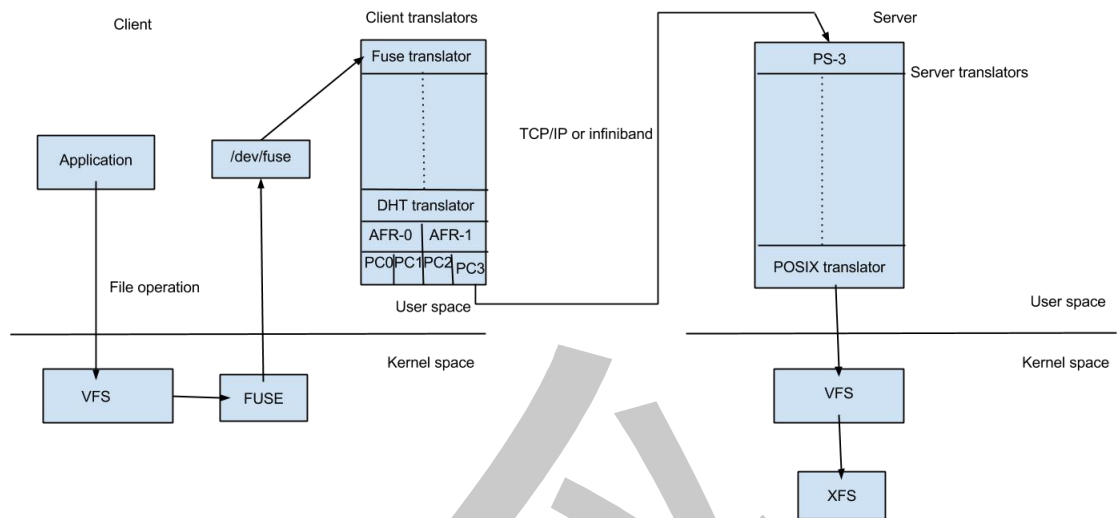 Client
Client translators
Server
Fuse translator
PS-3
Server translators
TCP/IP or infiniband
Application
/dev/fuse
DHT translator
AFR-0
AFR-1
PC0
PC1
PC2
PC3
POSIX translator
File operation
User space
User space
Kernel space
Kernel space
VFS
FUSE
VFS
XFS